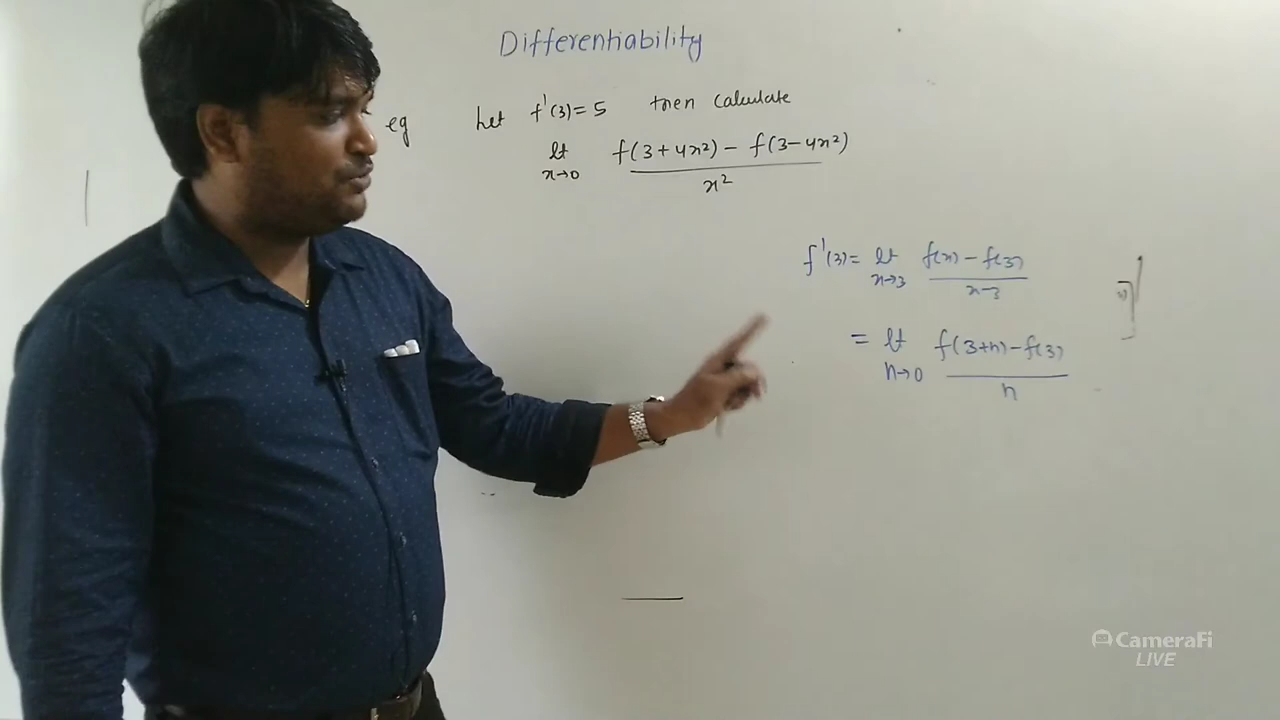 Differentiability
eg Let f'(3) = 5 then calculate
lt x→0 f(3+4x²) - f(3-4x²) / x²
f'(3) = lt x→3 f(x) - f(3) / x-3
= lt h→0 f(3+h) - f(3) / h
CameraFi
LIVE